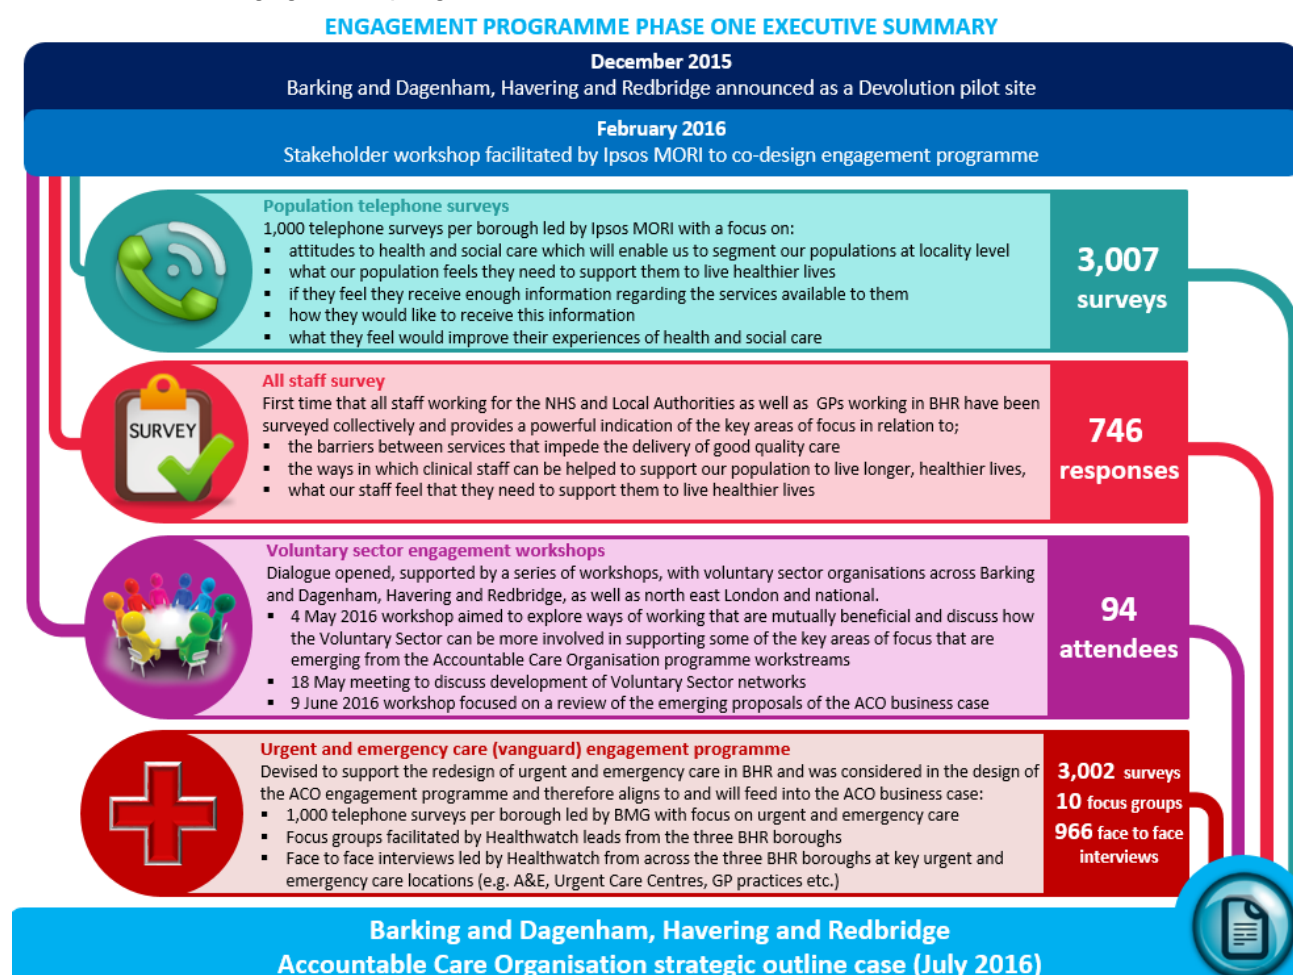 ENGAGEMENT PROGRAMME PHASE ONE EXECUTIVE SUMMARY
December 2015
Barking and Dagenham, Havering and Redbridge announced as a Devolution pilot site
February 2016
Stakeholder workshop facilitated by Ipsos MORI to co-design engagement programme
Population telephone surveys
1,000 telephone surveys per borough led by Ipsos MORI with a focus on:
▪ attitudes to health and social care which will enable us to segment our populations at locality level
▪ what our population feels they need to support them to live healthier lives
▪ if they feel they receive enough information regarding the services available to them
▪ how they would like to receive this information
▪ what they feel would improve their experiences of health and social care
3,007
surveys
SURVEY
All staff survey
First time that all staff working for the NHS and Local Authorities as well as GPs working in BHR have been
surveyed collectively and provides a powerful indication of the key areas of focus in relation to;
▪ the barriers between services that impede the delivery of good quality care
▪ the ways in which clinical staff can be helped to support our population to live longer, healthier lives,
▪ what our staff feel that they need to support them to live healthier lives
746
responses
Voluntary sector engagement workshops
Dialogue opened, supported by a series of workshops, with voluntary sector organisations across Barking
and Dagenham, Havering and Redbridge, as well as north east London and national.
▪ 4 May 2016 workshop aimed to explore ways of working that are mutually beneficial and discuss how
the Voluntary Sector can be more involved in supporting some of the key areas of focus that are
emerging from the Accountable Care Organisation programme workstreams
▪ 18 May meeting to discuss development of Voluntary Sector networks
▪ 9 June 2016 workshop focused on a review of the emerging proposals of the ACO business case
94
attendees
Urgent and emergency care (vanguard) engagement programme
Devised to support the redesign of urgent and emergency care in BHR and was considered in the design of
the ACO engagement programme and therefore aligns to and will feed into the ACO business case:
▪ 1,000 telephone surveys per borough led by BMG with focus on urgent and emergency care
▪ Focus groups facilitated by Healthwatch leads from the three BHR boroughs
▪ Face to face interviews led by Healthwatch from across the three BHR boroughs at key urgent and
emergency care locations (e.g. A&E, Urgent Care Centres, GP practices etc.)
3,002 surveys
10 focus groups
966 face to face
interviews
Barking and Dagenham, Havering and Redbridge
Accountable Care Organisation strategic outline case (July 2016)